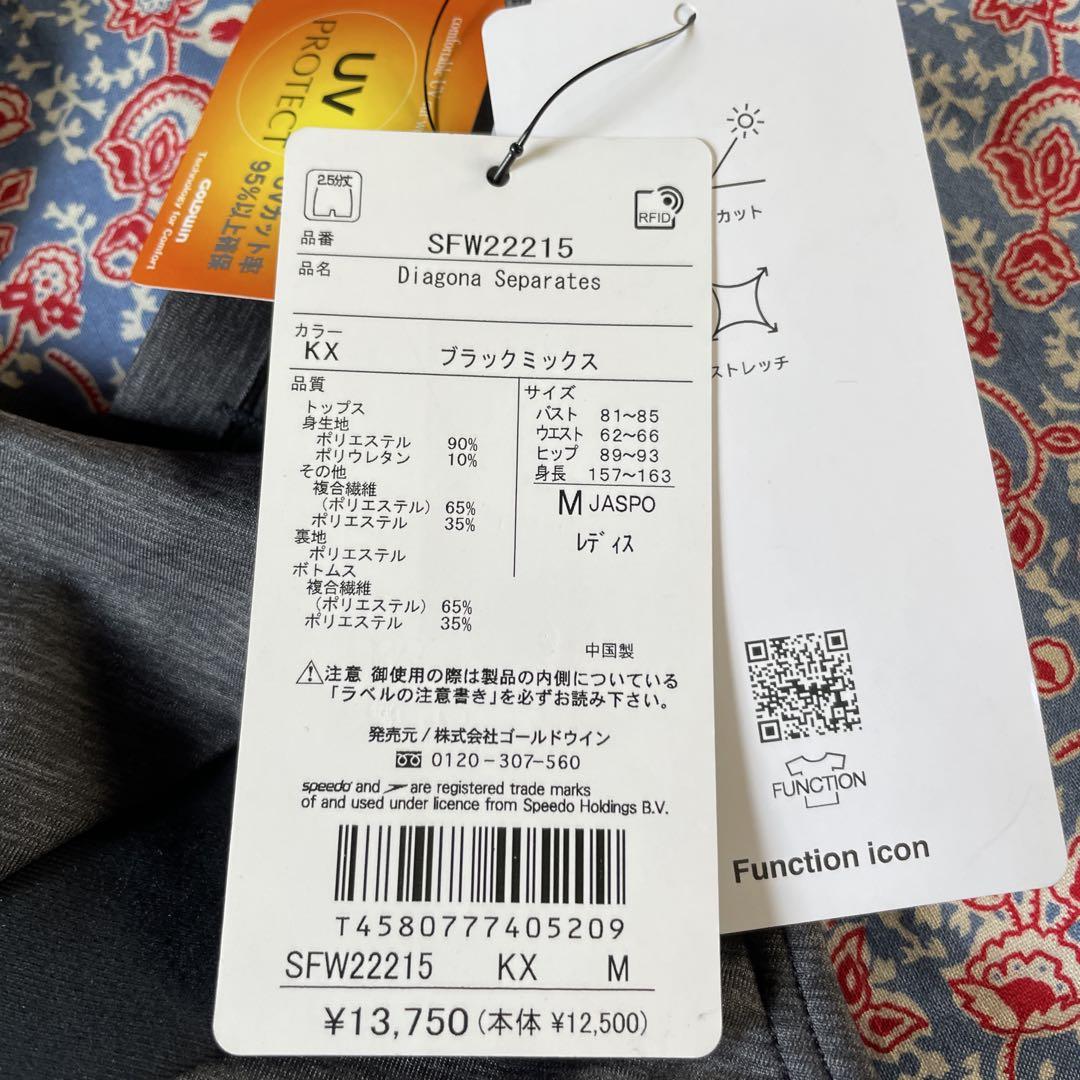 comfortable UV
UV
PROTECT
UVカット率
95%以上確保
GOLDWIN
Technology for Comfort
カット
ストレッチ
FUNCTION
Function icon
2.5分丈
RFID
品番 SFW22215
品名 Diagona Separates
カラー
KX ブラックミックス
品質
トップス
身生地
ポリエステル 90%
ポリウレタン 10%
その他
複合繊維
(ポリエステル) 65%
ポリエステル 35%
裏地
ポリエステル
ボトムス
複合繊維
(ポリエステル) 65%
ポリエステル 35%
サイズ
バスト 81~85
ウエスト 62~66
ヒップ 89~93
身長 157~163
M JASPO
レディス
中国製
注意 御使用の際は製品の内側についている
「ラベルの注意書き」を必ずお読み下さい。
発売元/株式会社ゴールドウイン
0120-307-560
speedo and are registered trade marks
of and used under licence from Speedo Holdings B.V.
T4580777405209
SFW22215 KX M
¥13,750(本体 ¥12,500)